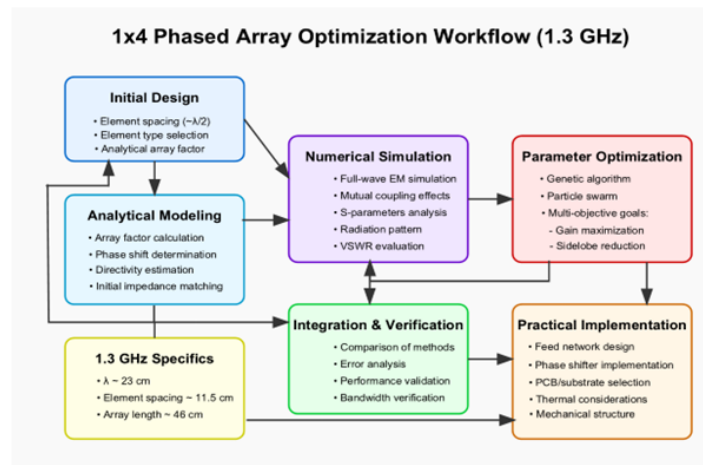 1x4 Phased Array Optimization Workflow (1.3 GHz)
Initial Design
• Element spacing (~λ/2)
• Element type selection
• Analytical array factor
Numerical Simulation
• Full-wave EM simulation
• Mutual coupling effects
• S-parameters analysis
• Radiation pattern
• VSWR evaluation
Parameter Optimization
• Genetic algorithm
• Particle swarm
• Multi-objective goals:
- Gain maximization
- Sidelobe reduction
Analytical Modeling
• Array factor calculation
• Phase shift determination
• Directivity estimation
• Initial impedance matching
Integration & Verification
• Comparison of methods
• Error analysis
• Performance validation
• Bandwidth verification
Practical Implementation
• Feed network design
• Phase shifter implementation
• PCB/substrate selection
• Thermal considerations
• Mechanical structure
1.3 GHz Specifics
• λ ~ 23 cm
• Element spacing ~ 11.5 cm
• Array length ~ 46 cm